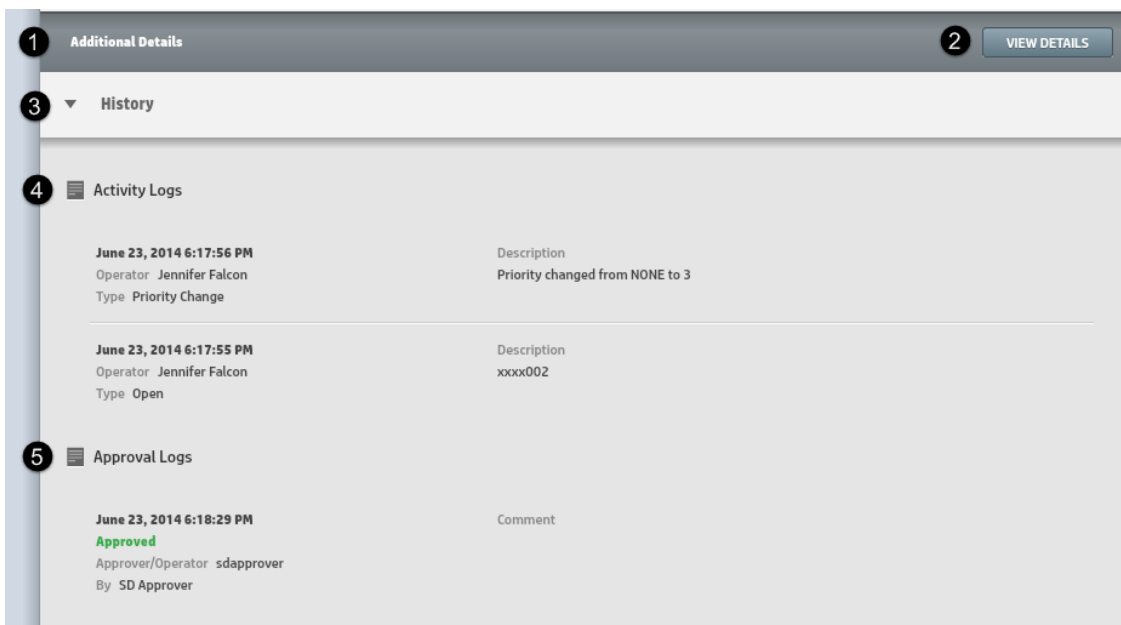 1 Additional Details 2 VIEW DETAILS
3 History
4 Activity Logs
June 23, 2014 6:17:56 PM Description
Operator Jennifer Falcon Priority changed from NONE to 3
Type Priority Change
June 23, 2014 6:17:55 PM Description
Operator Jennifer Falcon xxxx002
Type Open
5 Approval Logs
June 23, 2014 6:18:29 PM Comment
Approved
Approver/Operator sdapprover
By SD Approver